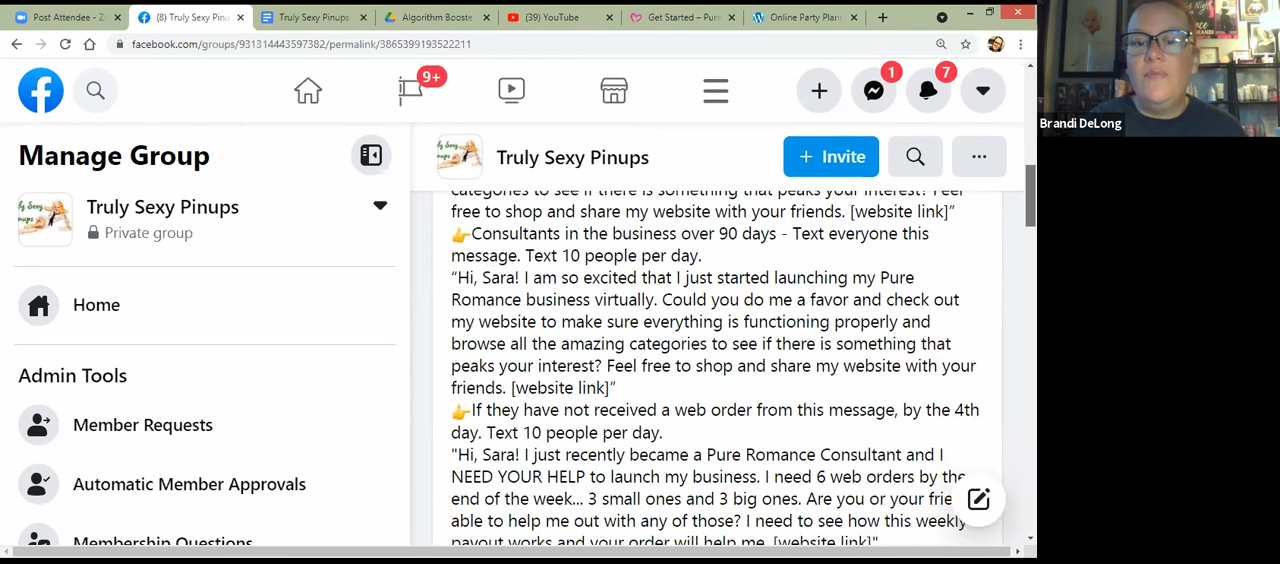 Post Attendee - Z
(8) Truly Sexy Pinups
Truly Sexy Pinups
Algorithm Booste
(39) YouTube
Get Started – Pure
Online Party Plan
facebook.com/groups/931314443597382/permalink/3865399193522211
9+
1
7
Brandi DeLong
Manage Group
Truly Sexy Pinups
+ Invite
Truly Sexy Pinups
Private group
Home
Admin Tools
Member Requests
Automatic Member Approvals
Membership Questions
categories to see if there is something that peaks your interest? Feel
free to shop and share my website with your friends. [website link]”
👉Consultants in the business over 90 days - Text everyone this
message. Text 10 people per day.
“Hi, Sara! I am so excited that I just started launching my Pure
Romance business virtually. Could you do me a favor and check out
my website to make sure everything is functioning properly and
browse all the amazing categories to see if there is something that
peaks your interest? Feel free to shop and share my website with your
friends. [website link]”
👉If they have not received a web order from this message, by the 4th
day. Text 10 people per day.
"Hi, Sara! I just recently became a Pure Romance Consultant and I
NEED YOUR HELP to launch my business. I need 6 web orders by the
end of the week... 3 small ones and 3 big ones. Are you or your
able to help me out with any of those? I need to see how this weekly
payout works and your order will help me. [website link]"